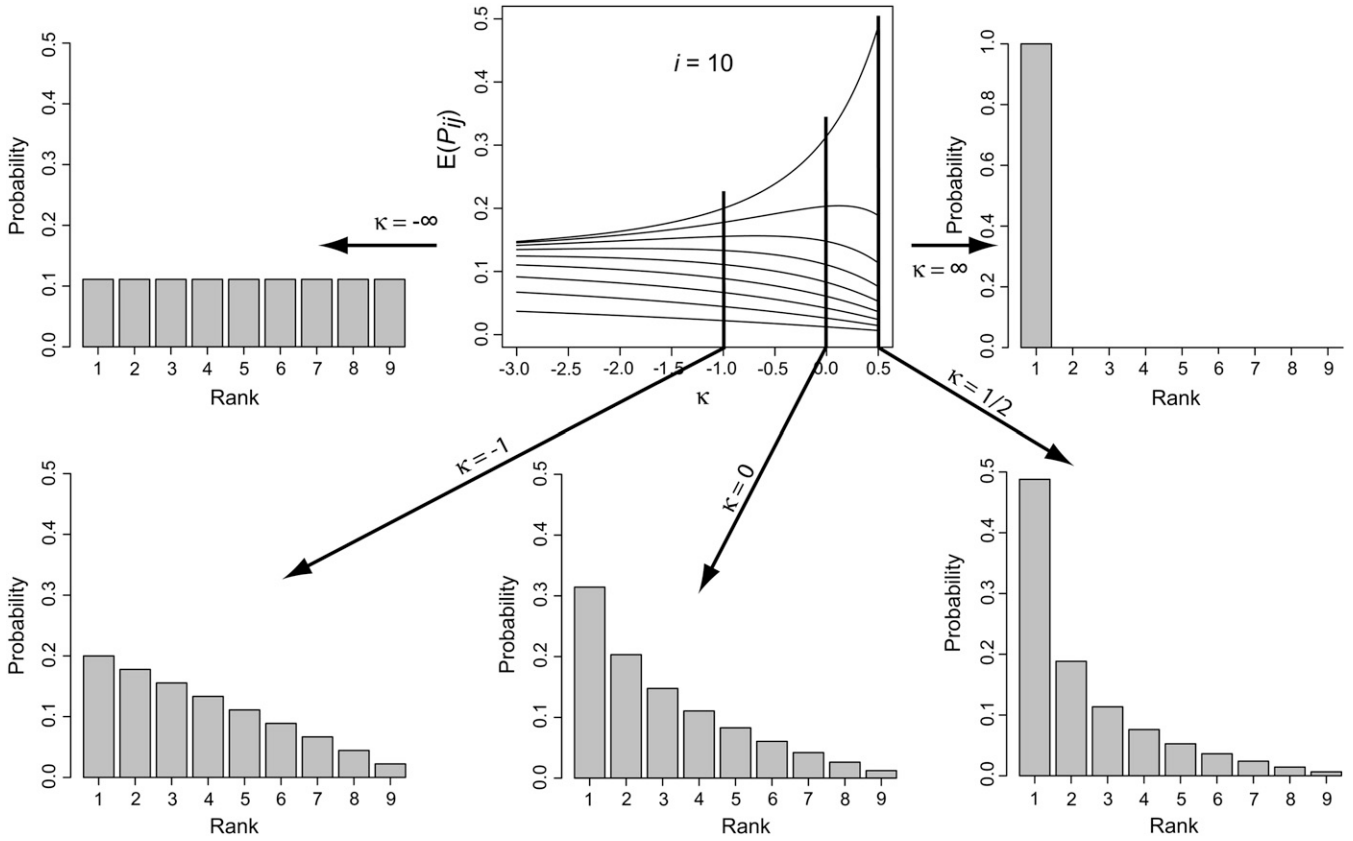 Probability
0.5
0.4
0.3
0.2
0.1
0.0
1 2 3 4 5 6 7 8 9
Rank
κ = -∞
E(Pij)
0.5
0.4
0.3
0.2
0.1
0.0
i = 10
-3.0 -2.5 -2.0 -1.5 -1.0 -0.5 0.0 0.5
κ
κ = ∞
Probability
1.0
0.8
0.6
0.4
0.2
0.0
1 2 3 4 5 6 7 8 9
Rank
κ = -1
κ = 0
κ = 1/2
Probability
0.5
0.4
0.3
0.2
0.1
0.0
1 2 3 4 5 6 7 8 9
Rank
Probability
0.5
0.4
0.3
0.2
0.1
0.0
1 2 3 4 5 6 7 8 9
Rank
Probability
0.5
0.4
0.3
0.2
0.1
0.0
1 2 3 4 5 6 7 8 9
Rank